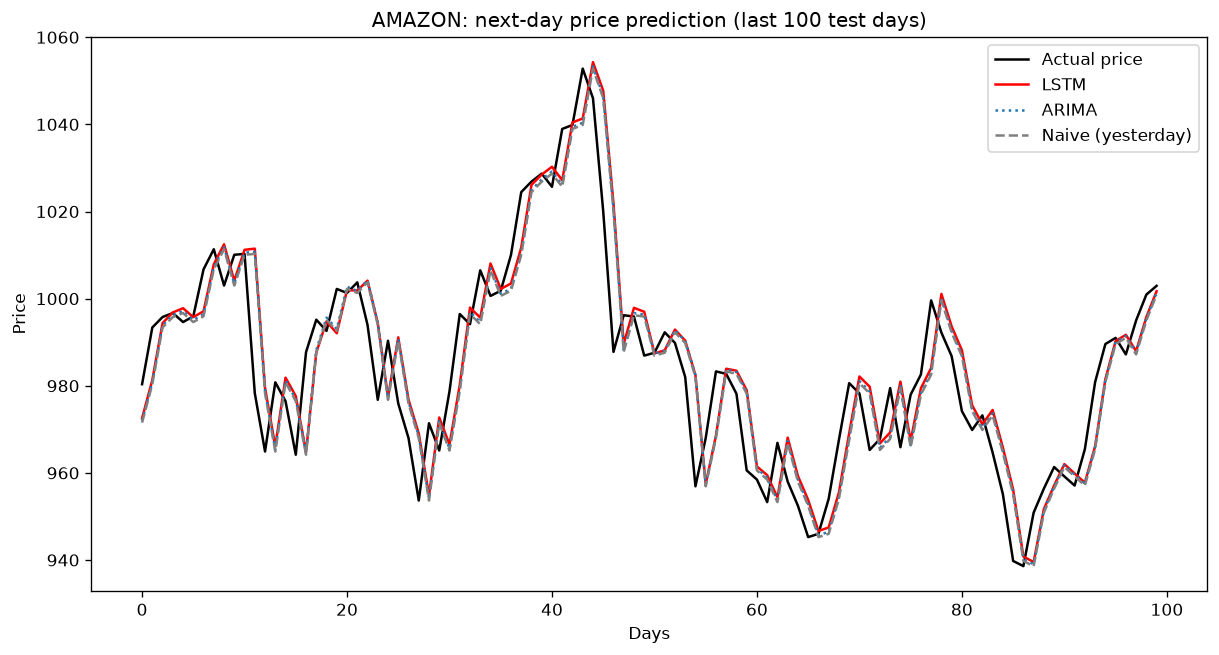 AMAZON: next-day price prediction (last 100 test days)
Actual price
LSTM
ARIMA
Naive (yesterday)
1060
1040
1020
1000
980
960
940
Price
0 20 40 60 80 100
Days